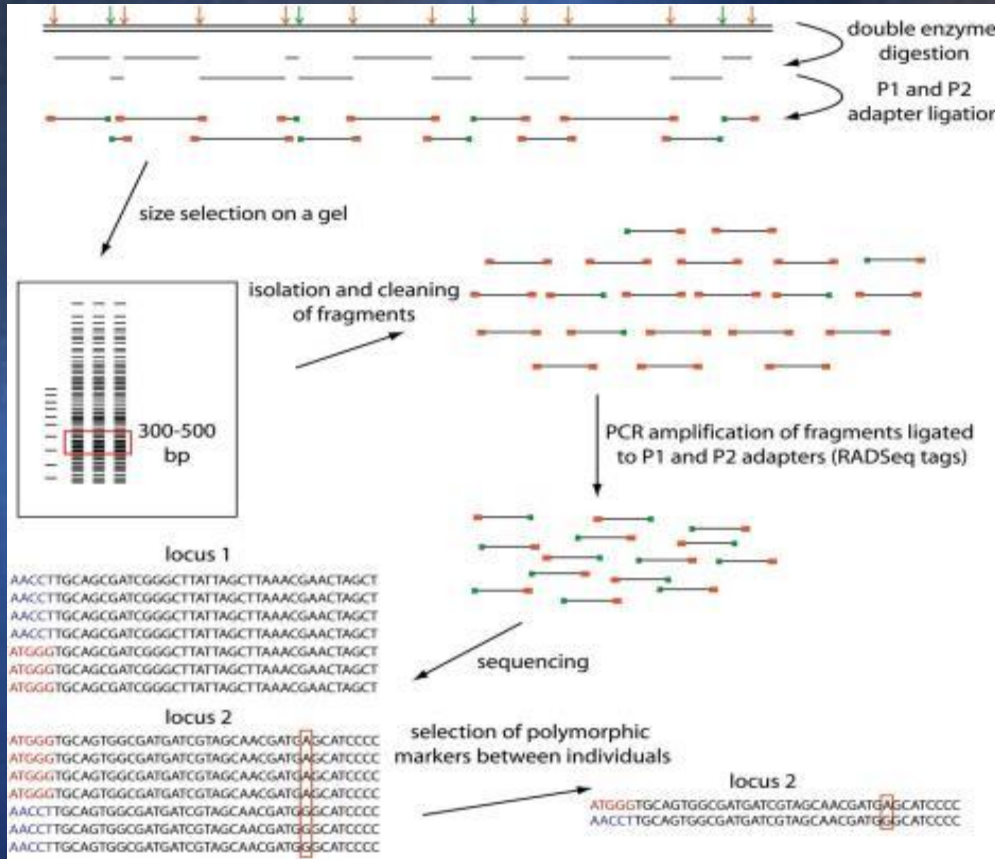 double enzyme
digestion
P1 and P2
adapter ligation
size selection on a gel
isolation and cleaning
of fragments
300-500
bp
PCR amplification of fragments ligated
to P1 and P2 adapters (RADSeq tags)
locus 1
AACCTTGCAGCGATCGGGCTTATTAGCTTAAACGAACTAGCT
AACCTTGCAGCGATCGGGCTTATTAGCTTAAACGAACTAGCT
AACCTTGCAGCGATCGGGCTTATTAGCTTAAACGAACTAGCT
AACCTTGCAGCGATCGGGCTTATTAGCTTAAACGAACTAGCT
ATGGGTGCAGCGATCGGGCTTATTAGCTTAAACGAACTAGCT
ATGGGTGCAGCGATCGGGCTTATTAGCTTAAACGAACTAGCT
ATGGGTGCAGCGATCGGGCTTATTAGCTTAAACGAACTAGCT
sequencing
locus 2
ATGGGTGCAGTGGCGATGATCGTAGCAACGATGAGCATCCCC
ATGGGTGCAGTGGCGATGATCGTAGCAACGATGAGCATCCCC
ATGGGTGCAGTGGCGATGATCGTAGCAACGATGAGCATCCCC
ATGGGTGCAGTGGCGATGATCGTAGCAACGATGAGCATCCCC
AACCTTGCAGTGGCGATGATCGTAGCAACGATGGGCATCCCC
AACCTTGCAGTGGCGATGATCGTAGCAACGATGGGCATCCCC
AACCTTGCAGTGGCGATGATCGTAGCAACGATGGGCATCCCC
selection of polymorphic
markers between individuals
locus 2
ATGGGTGCAGTGGCGATGATCGTAGCAACGATGAGCATCCCC
AACCTTGCAGTGGCGATGATCGTAGCAACGATGGGCATCCCC